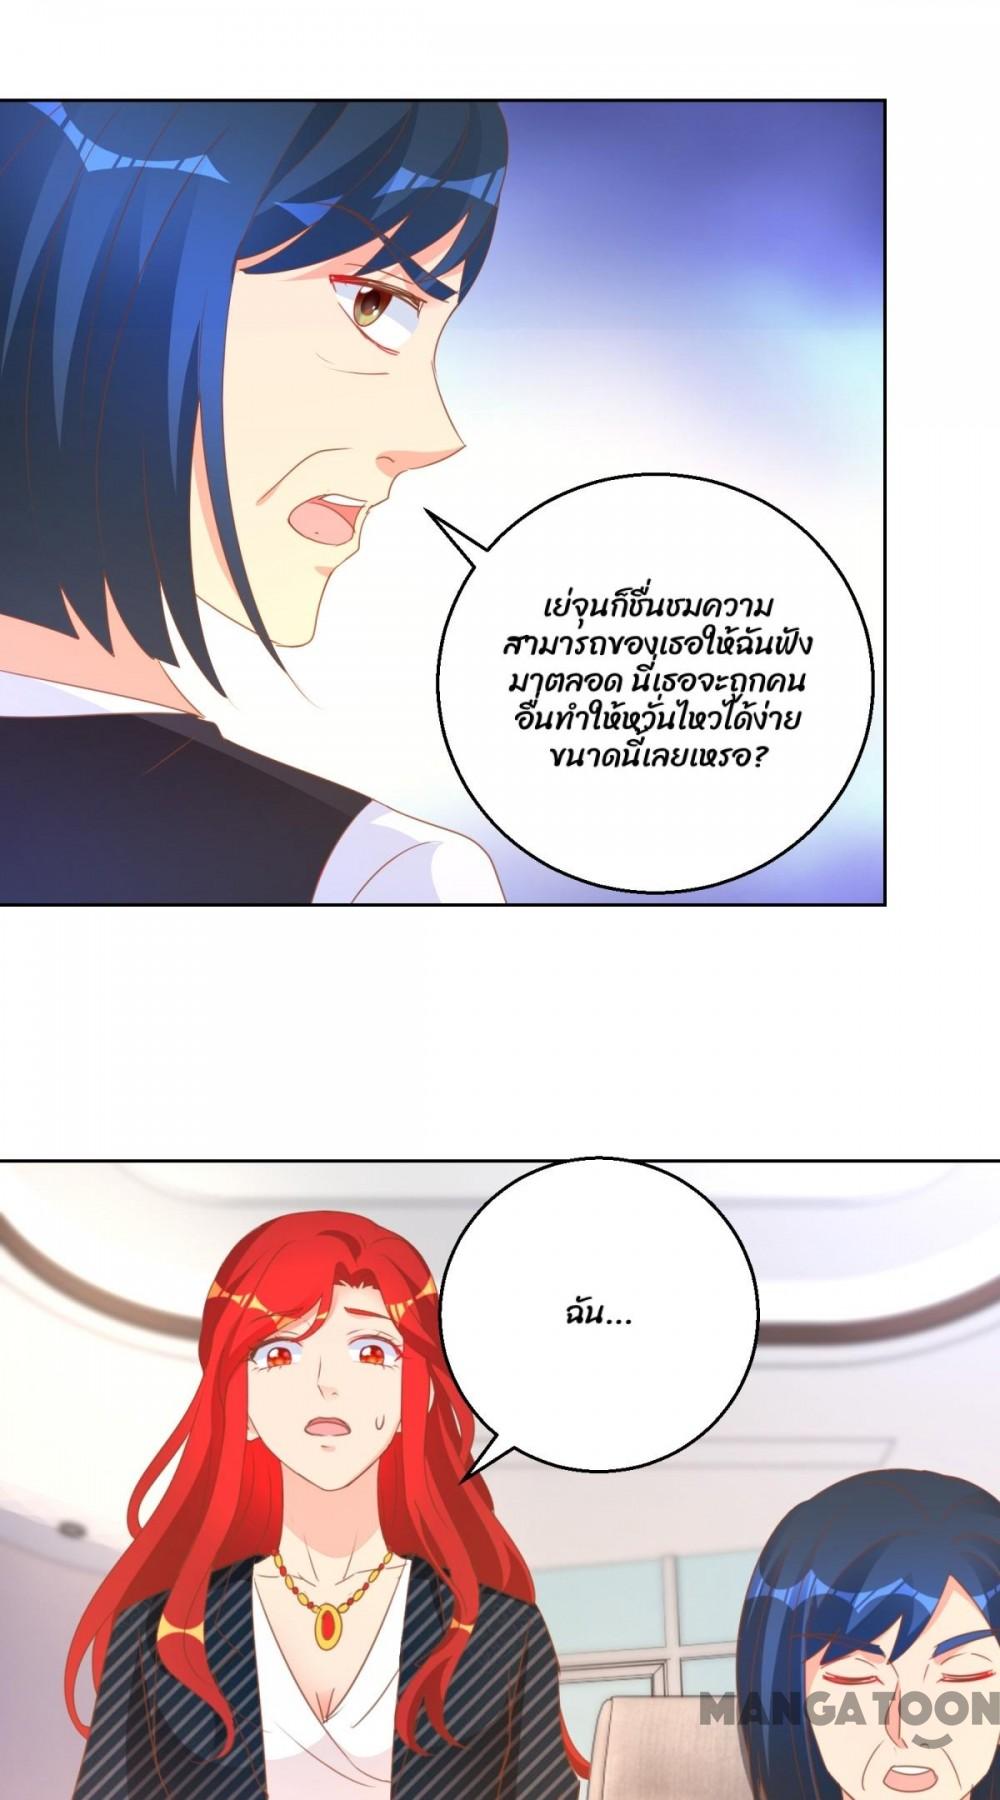 เย่จุนก็ชื่นชมความ
สามารถของเธอให้ฉันฟัง
มาตลอด นี่เธอจะถูกคน
อื่นทำให้หวั่นไหวได้ง่าย
ขนาดนี้เลยเหรอ?
ฉัน...
MANGATOON